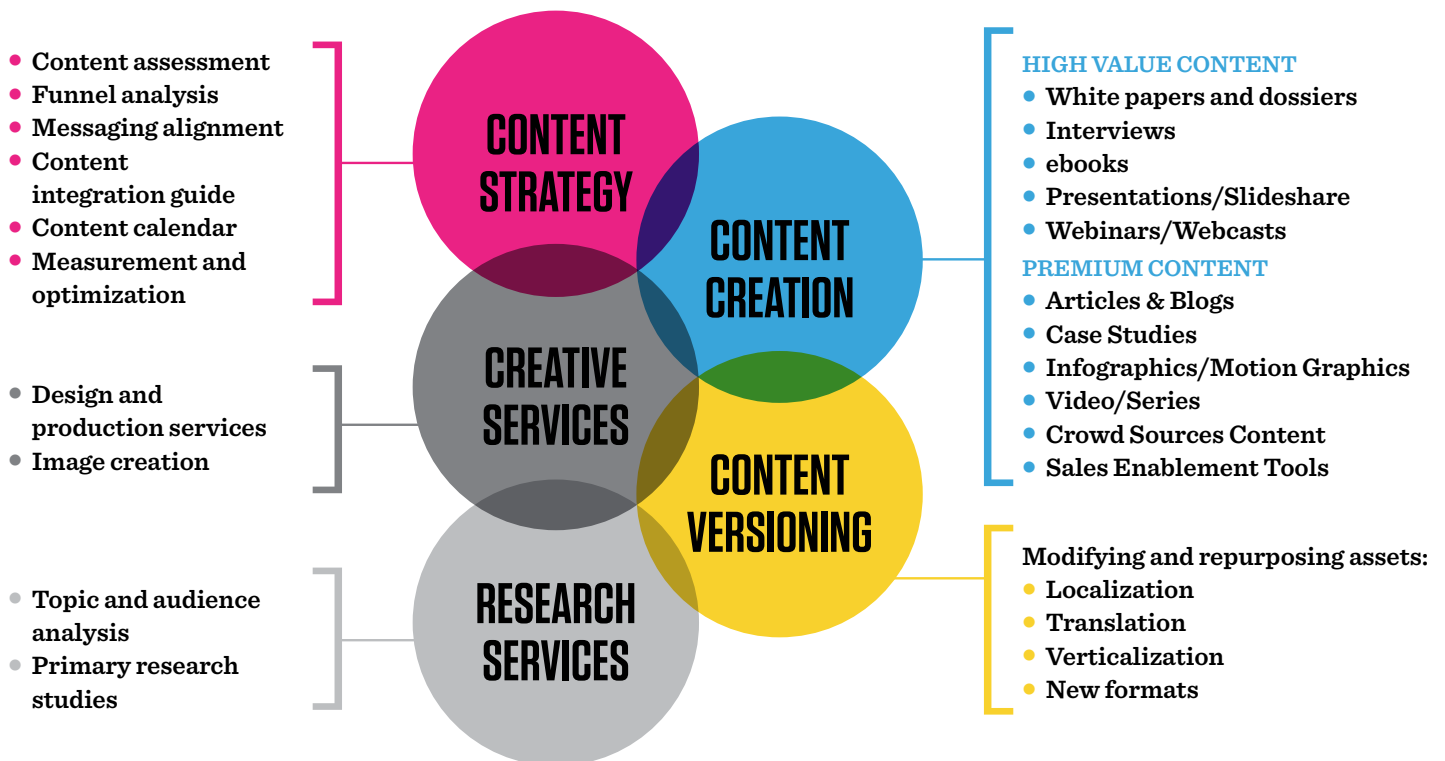 Content assessment
Funnel analysis
Messaging alignment
Content
integration guide
Content calendar
Measurement and
optimization
Design and
production services
Image creation
Topic and audience
analysis
Primary research
studies
CONTENT
STRATEGY
CREATIVE
SERVICES
RESEARCH
SERVICES
CONTENT
CREATION
CONTENT
VERSIONING
HIGH VALUE CONTENT
White papers and dossiers
Interviews
ebooks
Presentations/Slideshare
Webinars/Webcasts
PREMIUM CONTENT
Articles & Blogs
Case Studies
Infographics/Motion Graphics
Video/Series
Crowd Sources Content
Sales Enablement Tools
Modifying and repurposing assets:
Localization
Translation
Verticalization
New formats